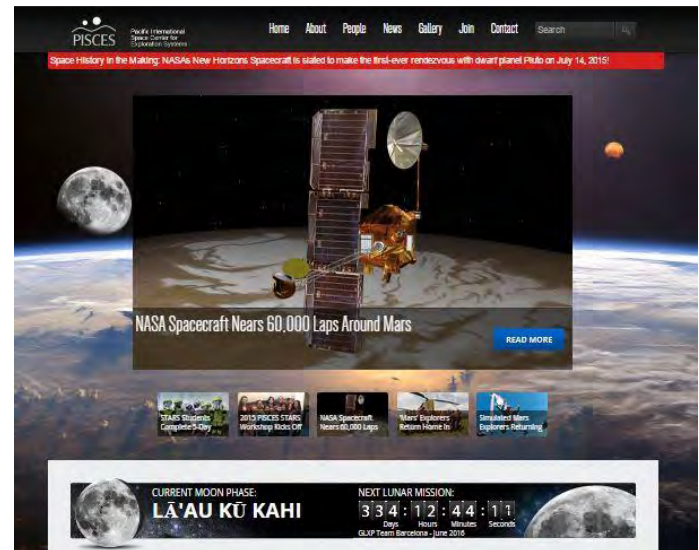 PISCES
Pacific International
Space Center for
Exploration Systems
Home About People News Gallery Join Contact Search
Space History in the Making: NASAs New Horizons Spacecraft is slated to make the first-ever rendezvous with dwarf planet Pluto on July 14, 2015!
NASA Spacecraft Nears 60,000 Laps Around Mars
READ MORE
STARS Students
Complete 5-Day
2015 PISCES STARS
Workshop Kicks Off
NASA Spacecraft
Nears 60,000 Laps
'Mars' Explorers
Return Home In
Simulated Mars
Explorers Returning
CURRENT MOON PHASE:
LĀ'AU KŪ KAHI
NEXT LUNAR MISSION:
334:12:44:11
Days Hours Minutes Seconds
GLXP Team Barcelona - June 2016